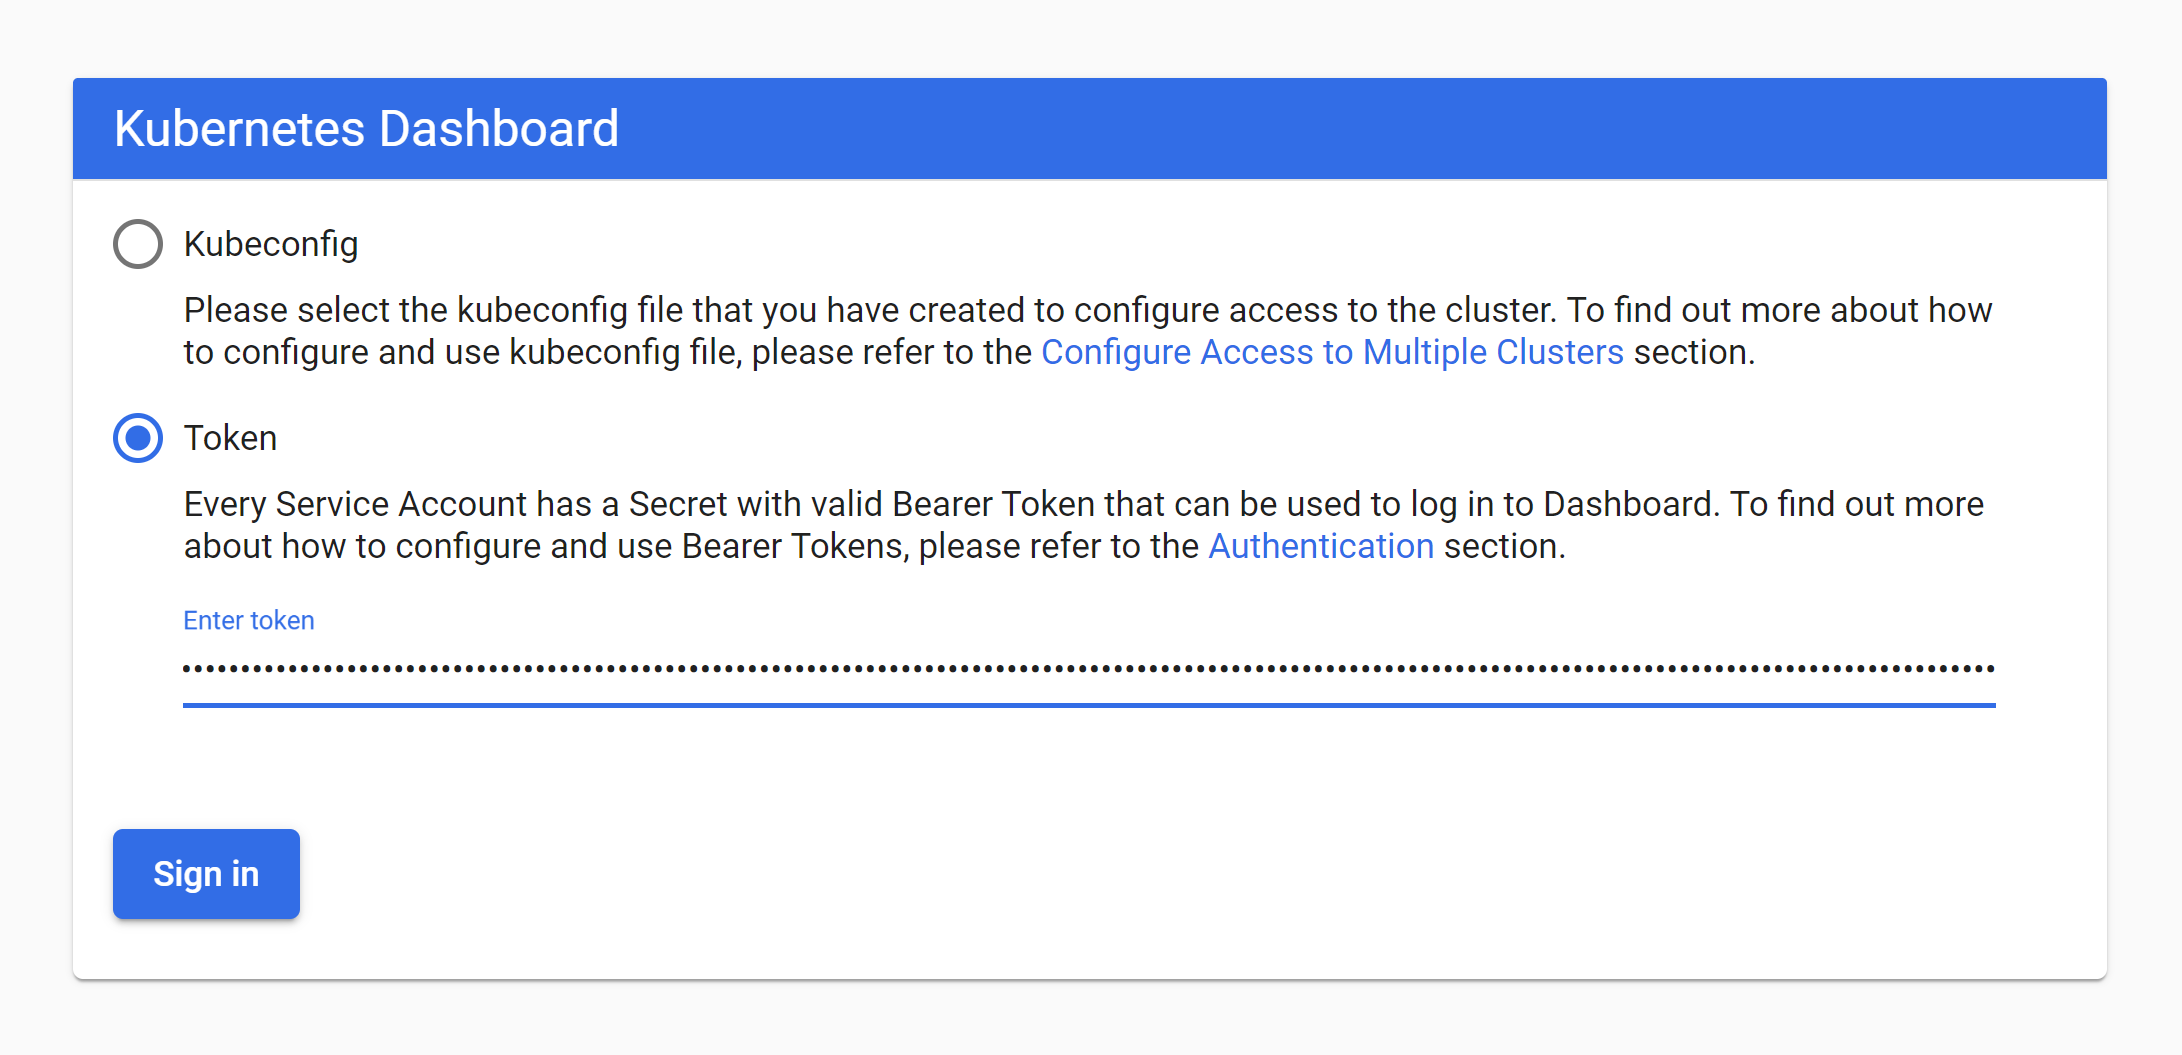 Kubernetes Dashboard
Kubeconfig
Please select the kubeconfig file that you have created to configure access to the cluster. To find out more about how
to configure and use kubeconfig file, please refer to the Configure Access to Multiple Clusters section.
Token
Every Service Account has a Secret with valid Bearer Token that can be used to log in to Dashboard. To find out more
about how to configure and use Bearer Tokens, please refer to the Authentication section.
Enter token
Sign in